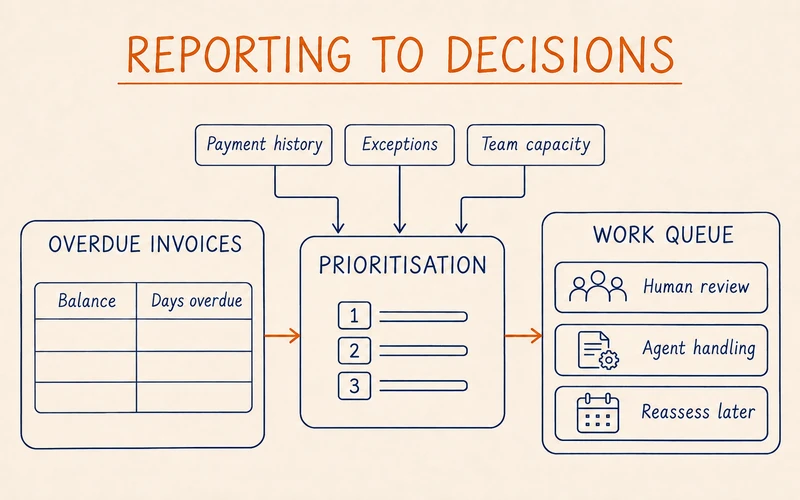 REPORTING TO DECISIONS
Payment history
Exceptions
Team capacity
OVERDUE INVOICES
Balance
Days overdue
PRIORITISATION
1
2
3
WORK QUEUE
Human review
Agent handling
Reassess later